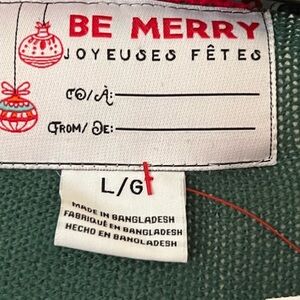 BE MERRY
JOYEUSES FÊTES
TO/À:
FROM/DE:
L/G
MADE IN BANGLADESH
FABRIQUÉ EN BANGLADESH
HECHO EN BANGLADESH